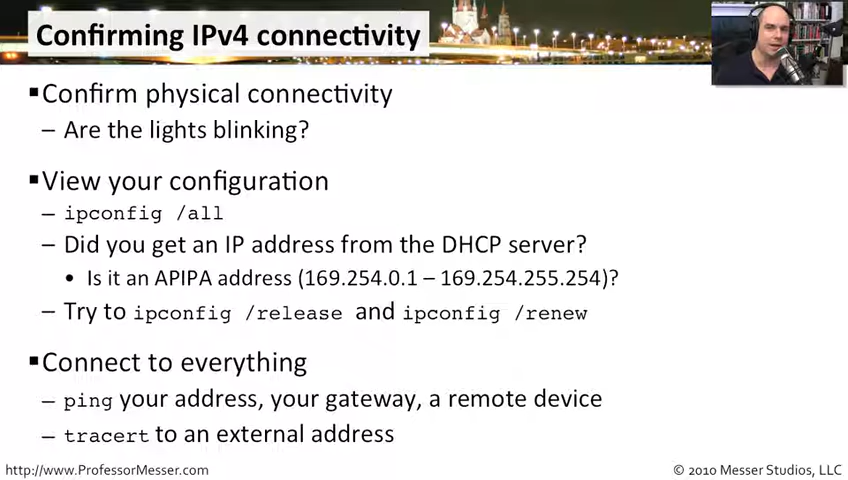 Confirming IPv4 connectivity
▪Confirm physical connectivity
– Are the lights blinking?
▪View your configuration
– ipconfig /all
– Did you get an IP address from the DHCP server?
• Is it an APIPA address (169.254.0.1 – 169.254.255.254)?
– Try to ipconfig /release and ipconfig /renew
▪Connect to everything
– ping your address, your gateway, a remote device
– tracert to an external address
http://www.ProfessorMesser.com
© 2010 Messer Studios, LLC